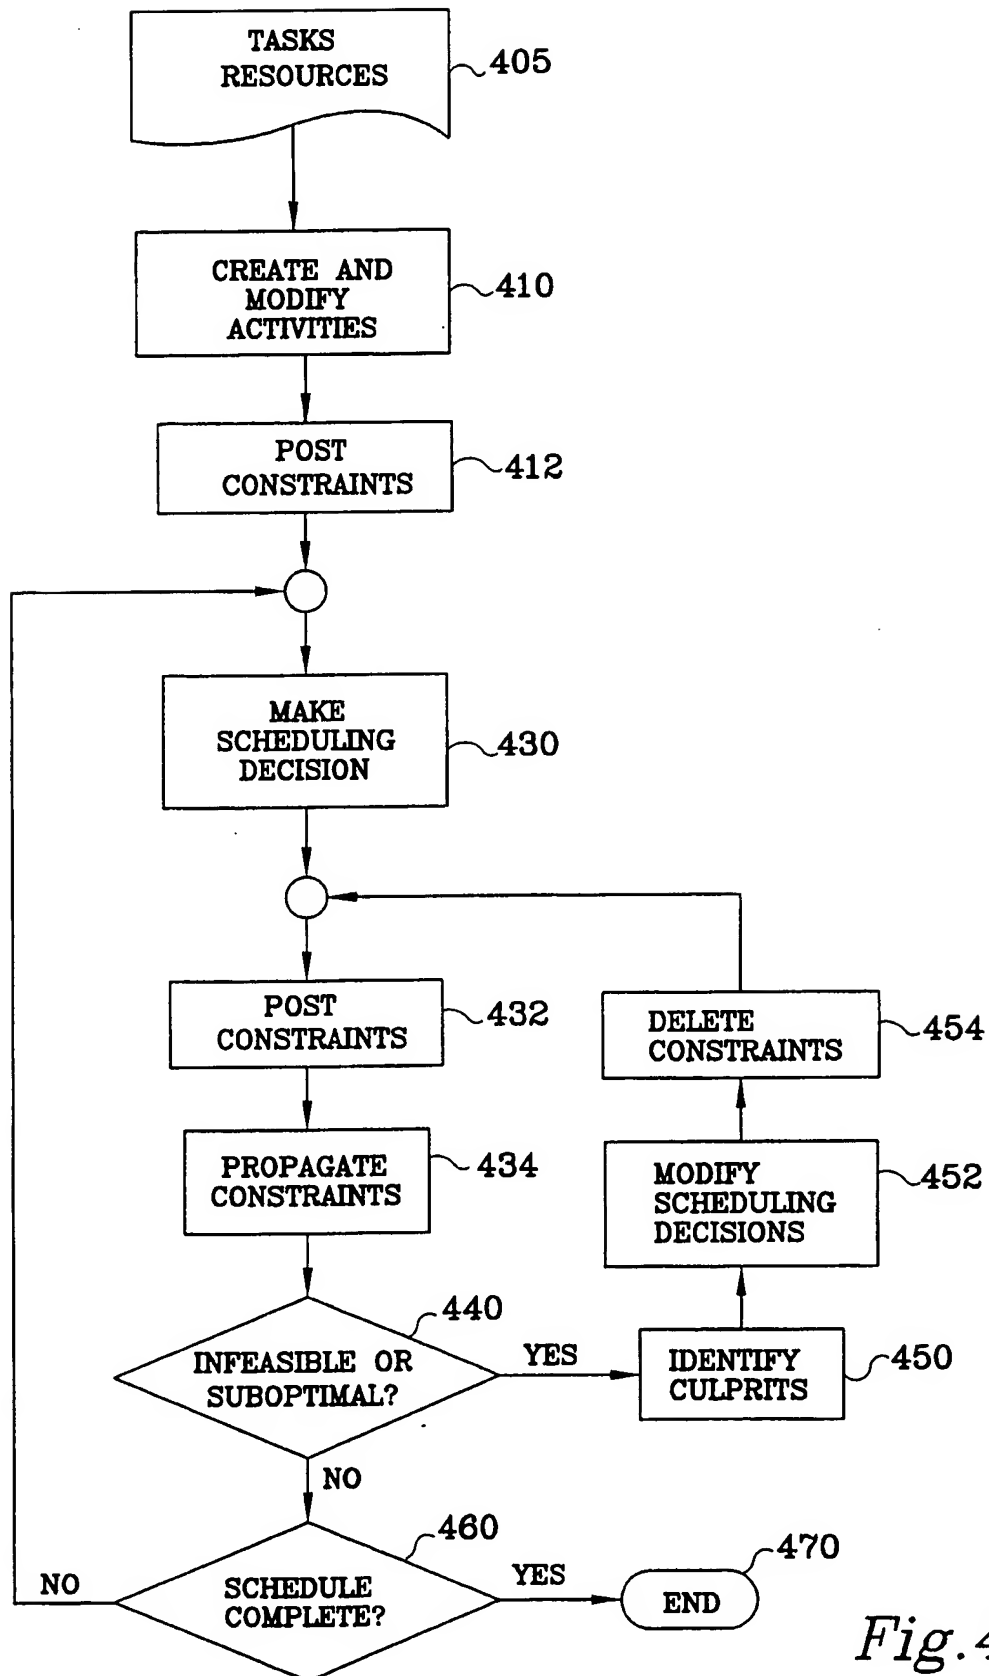 TASKS
RESOURCES
405
CREATE AND
MODIFY
ACTIVITIES
410
POST
CONSTRAINTS
412
MAKE
SCHEDULING
DECISION
430
POST
CONSTRAINTS
432
DELETE
CONSTRAINTS
454
PROPAGATE
CONSTRAINTS
434
MODIFY
SCHEDULING
DECISIONS
452
INFEASIBLE OR
SUBOPTIMAL?
440
YES
IDENTIFY
CULPRITS
450
NO
SCHEDULE
COMPLETE?
460
NO
YES
END
470
Fig.4